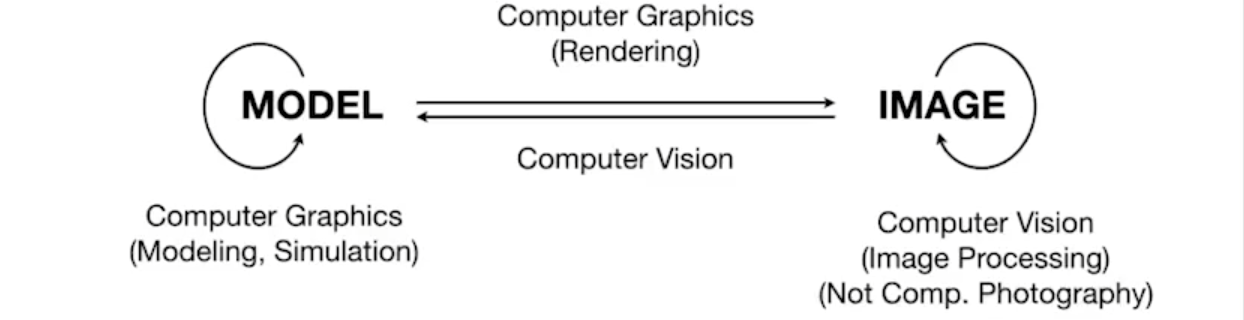 Computer Graphics
(Rendering)
MODEL
IMAGE
Computer Vision
Computer Graphics
(Modeling, Simulation)
Computer Vision
(Image Processing)
(Not Comp. Photography)